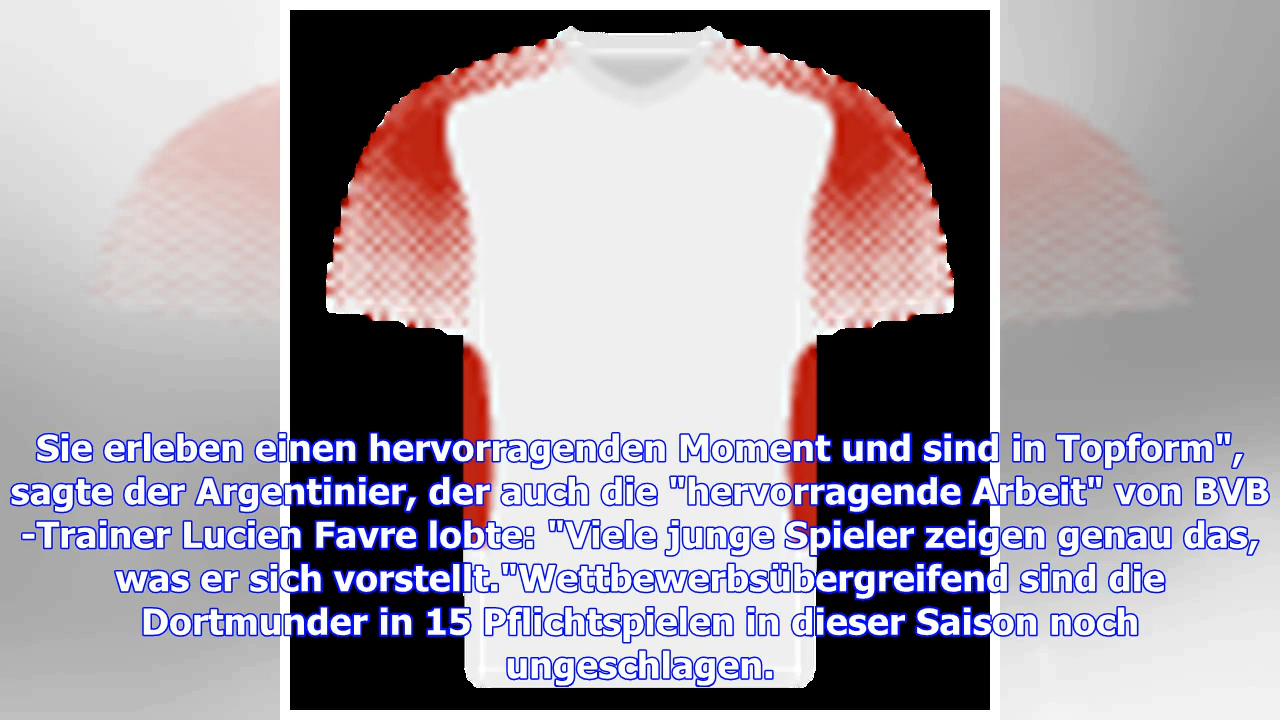 Sie erleben einen hervorragenden Moment und sind in Topform",
sagte der Argentinier, der auch die "hervorragende Arbeit" von BVB
-Trainer Lucien Favre lobte: "Viele junge Spieler zeigen genau das,
was er sich vorstellt."Wettbewerbsübergreifend sind die
Dortmunder in 15 Pflichtspielen in dieser Saison noch
ungeschlagen.